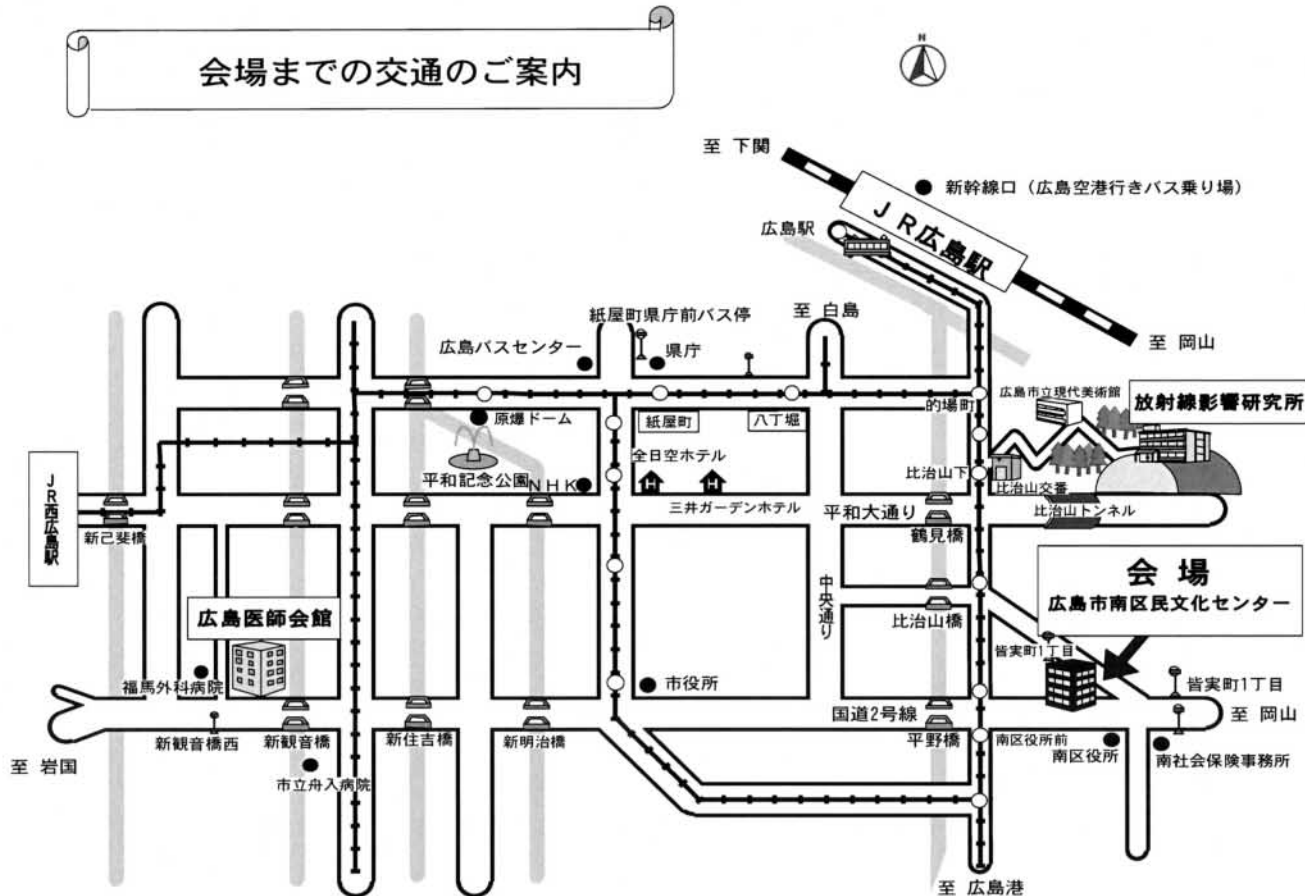 会場までの交通のご案内
N
至 下関
新幹線口（広島空港行きバス乗り場）
JR広島駅
広島駅
至 岡山
紙屋町県庁前バス停
至 白島
広島バスセンター
県庁
的場町
広島市立現代美術館
放射線影響研究所
原爆ドーム
紙屋町
八丁堀
全日空ホテル
平和記念公園
NHK
三井ガーデンホテル
比治山下
比治山交番
比治山トンネル
平和大通り
鶴見橋
JR西広島駅
新己斐橋
中央通り
比治山橋
会場
広島市南区民文化センター
広島医師会館
福馬外科病院
皆実町1丁目
市役所
皆実町1丁目
国道2号線
至 岡山
新観音橋西
新観音橋
新住吉橋
新明治橋
平野橋
南区役所前
南区役所
南社会保険事務所
至 岩国
市立舟入病院
至 広島港
H
H